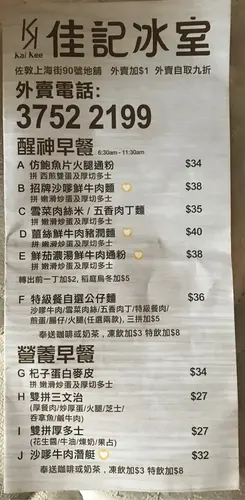 Kai Kee 佳記冰室
佐敦上海街90號地舖 外賣加$1 外賣自取九折
外賣電話:
3752 2199
醒神早餐 6:30am - 11:30am
A 仿鮑魚片火腿通粉 $34
拼 西煎雙蛋及厚切多士
B 招牌沙嗲鮮牛肉麵 $38
拼 嫩滑炒蛋及厚切多士
C 雪菜肉絲米 / 五香肉丁麵 $35
拼 嫩滑炒蛋及厚切多士
D 薑絲鮮牛肉豬潤麵 $40
拼 嫩滑炒蛋及厚切多士
E 鮮茄濃湯鮮牛肉通粉 $38
拼 嫩滑炒蛋及厚切多士
轉出前一丁加$2, 稻庭烏冬加$5
F 特級餐自選公仔麵 $36
沙嗲牛肉/雪菜肉絲/五香肉丁/特級餐肉/
煎蛋/腸仔/火腿(任選兩款), 三拼加$5
奉送咖啡或奶茶 , 凍飲加$3 特飲加$8
營養早餐
G 杞子蛋白麥皮 $34
拼 嫩滑炒蛋及厚切多士
H 雙拼三文治 $27
(厚餐肉/炒厚蛋/火腿/芝士/
吞拿魚/鹹牛肉)
I 雙拼厚多士 $27
(花生醬/牛油/煉奶/果占)
J 沙嗲牛肉潛艇 $32
奉送咖啡或奶茶 , 凍飲加$3 特飲加$8